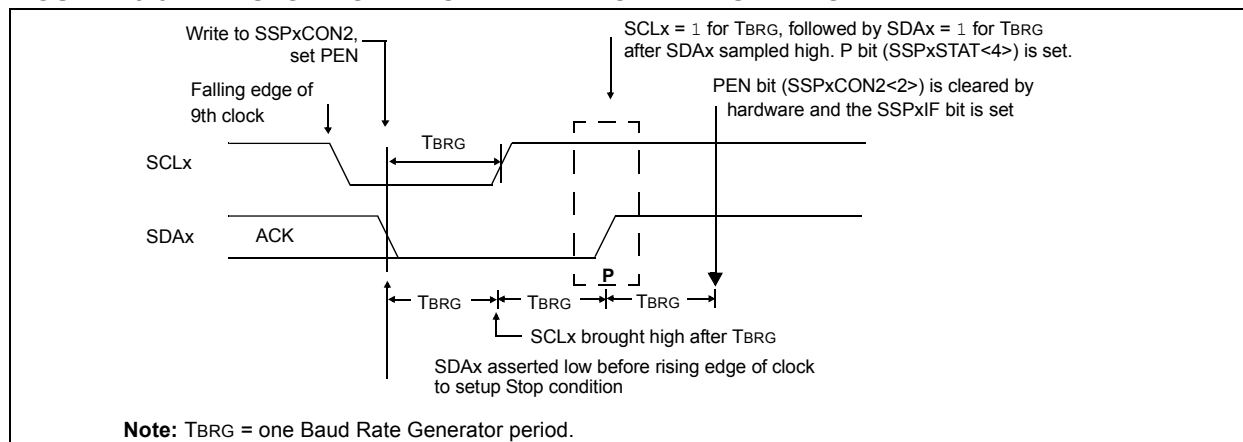 Write to SSPxCON2,
set PEN
SCLx = 1 for TBRG, followed by SDAx = 1 for TBRG
after SDAx sampled high. P bit (SSPxSTAT<4>) is set.
Falling edge of
9th clock
PEN bit (SSPxCON2<2>) is cleared by
hardware and the SSPxIF bit is set
TBRG
SCLx
SDAx
ACK
P
TBRG
TBRG
TBRG
SCLx brought high after TBRG
SDAx asserted low before rising edge of clock
to setup Stop condition
Note: TBRG = one Baud Rate Generator period.